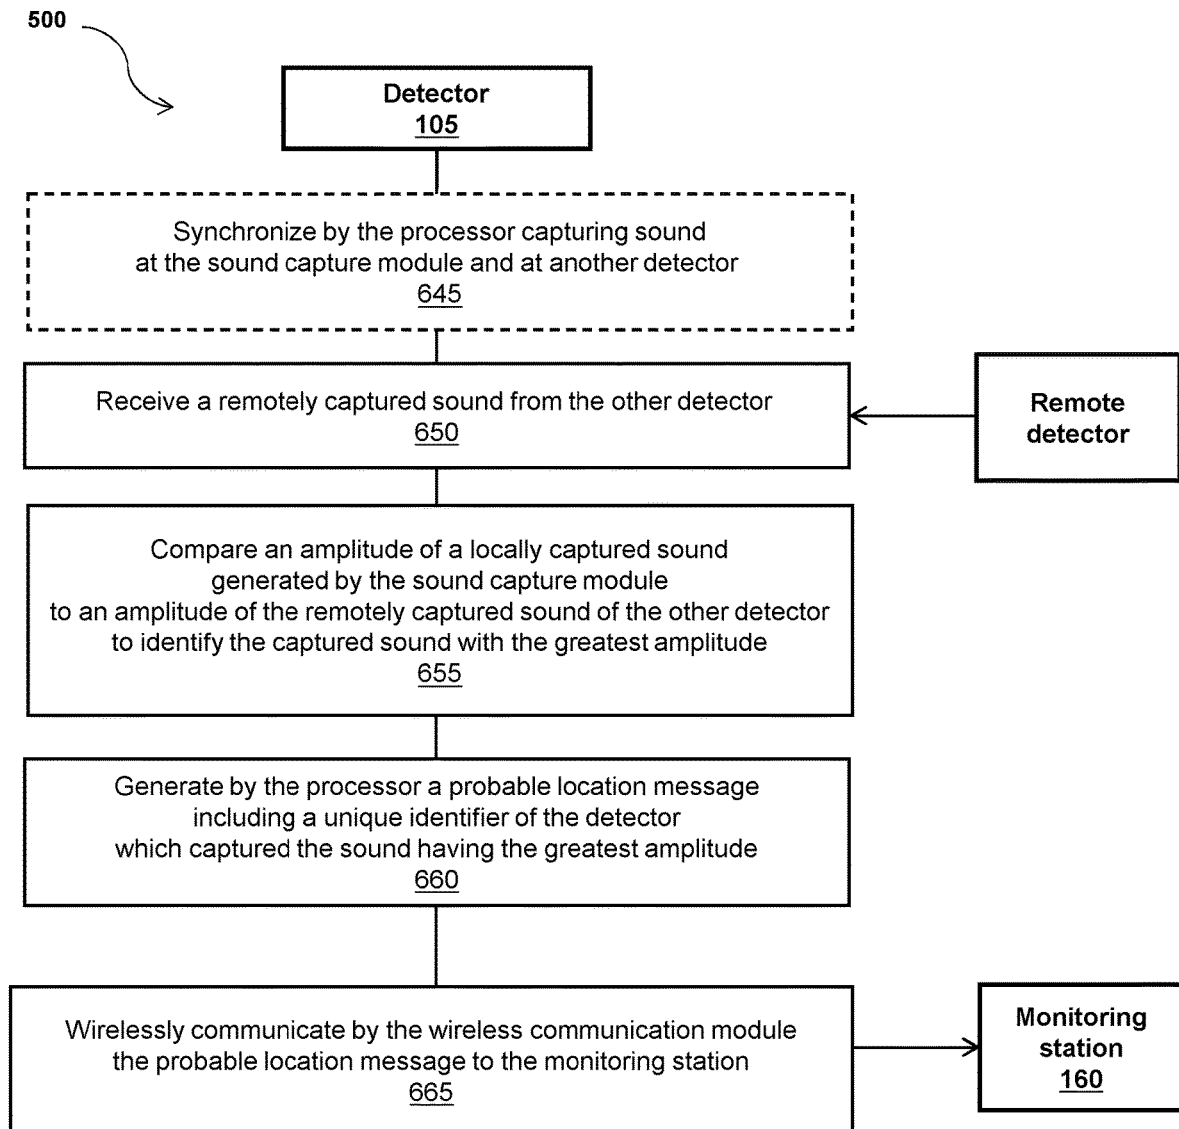 500
Detector
105
Synchronize by the processor capturing sound
at the sound capture module and at another detector
645
Receive a remotely captured sound from the other detector
650
Remote
detector
Compare an amplitude of a locally captured sound
generated by the sound capture module
to an amplitude of the remotely captured sound of the other detector
to identify the captured sound with the greatest amplitude
655
Generate by the processor a probable location message
including a unique identifier of the detector
which captured the sound having the greatest amplitude
660
Wirelessly communicate by the wireless communication module
the probable location message to the monitoring station
665
Monitoring
station
160